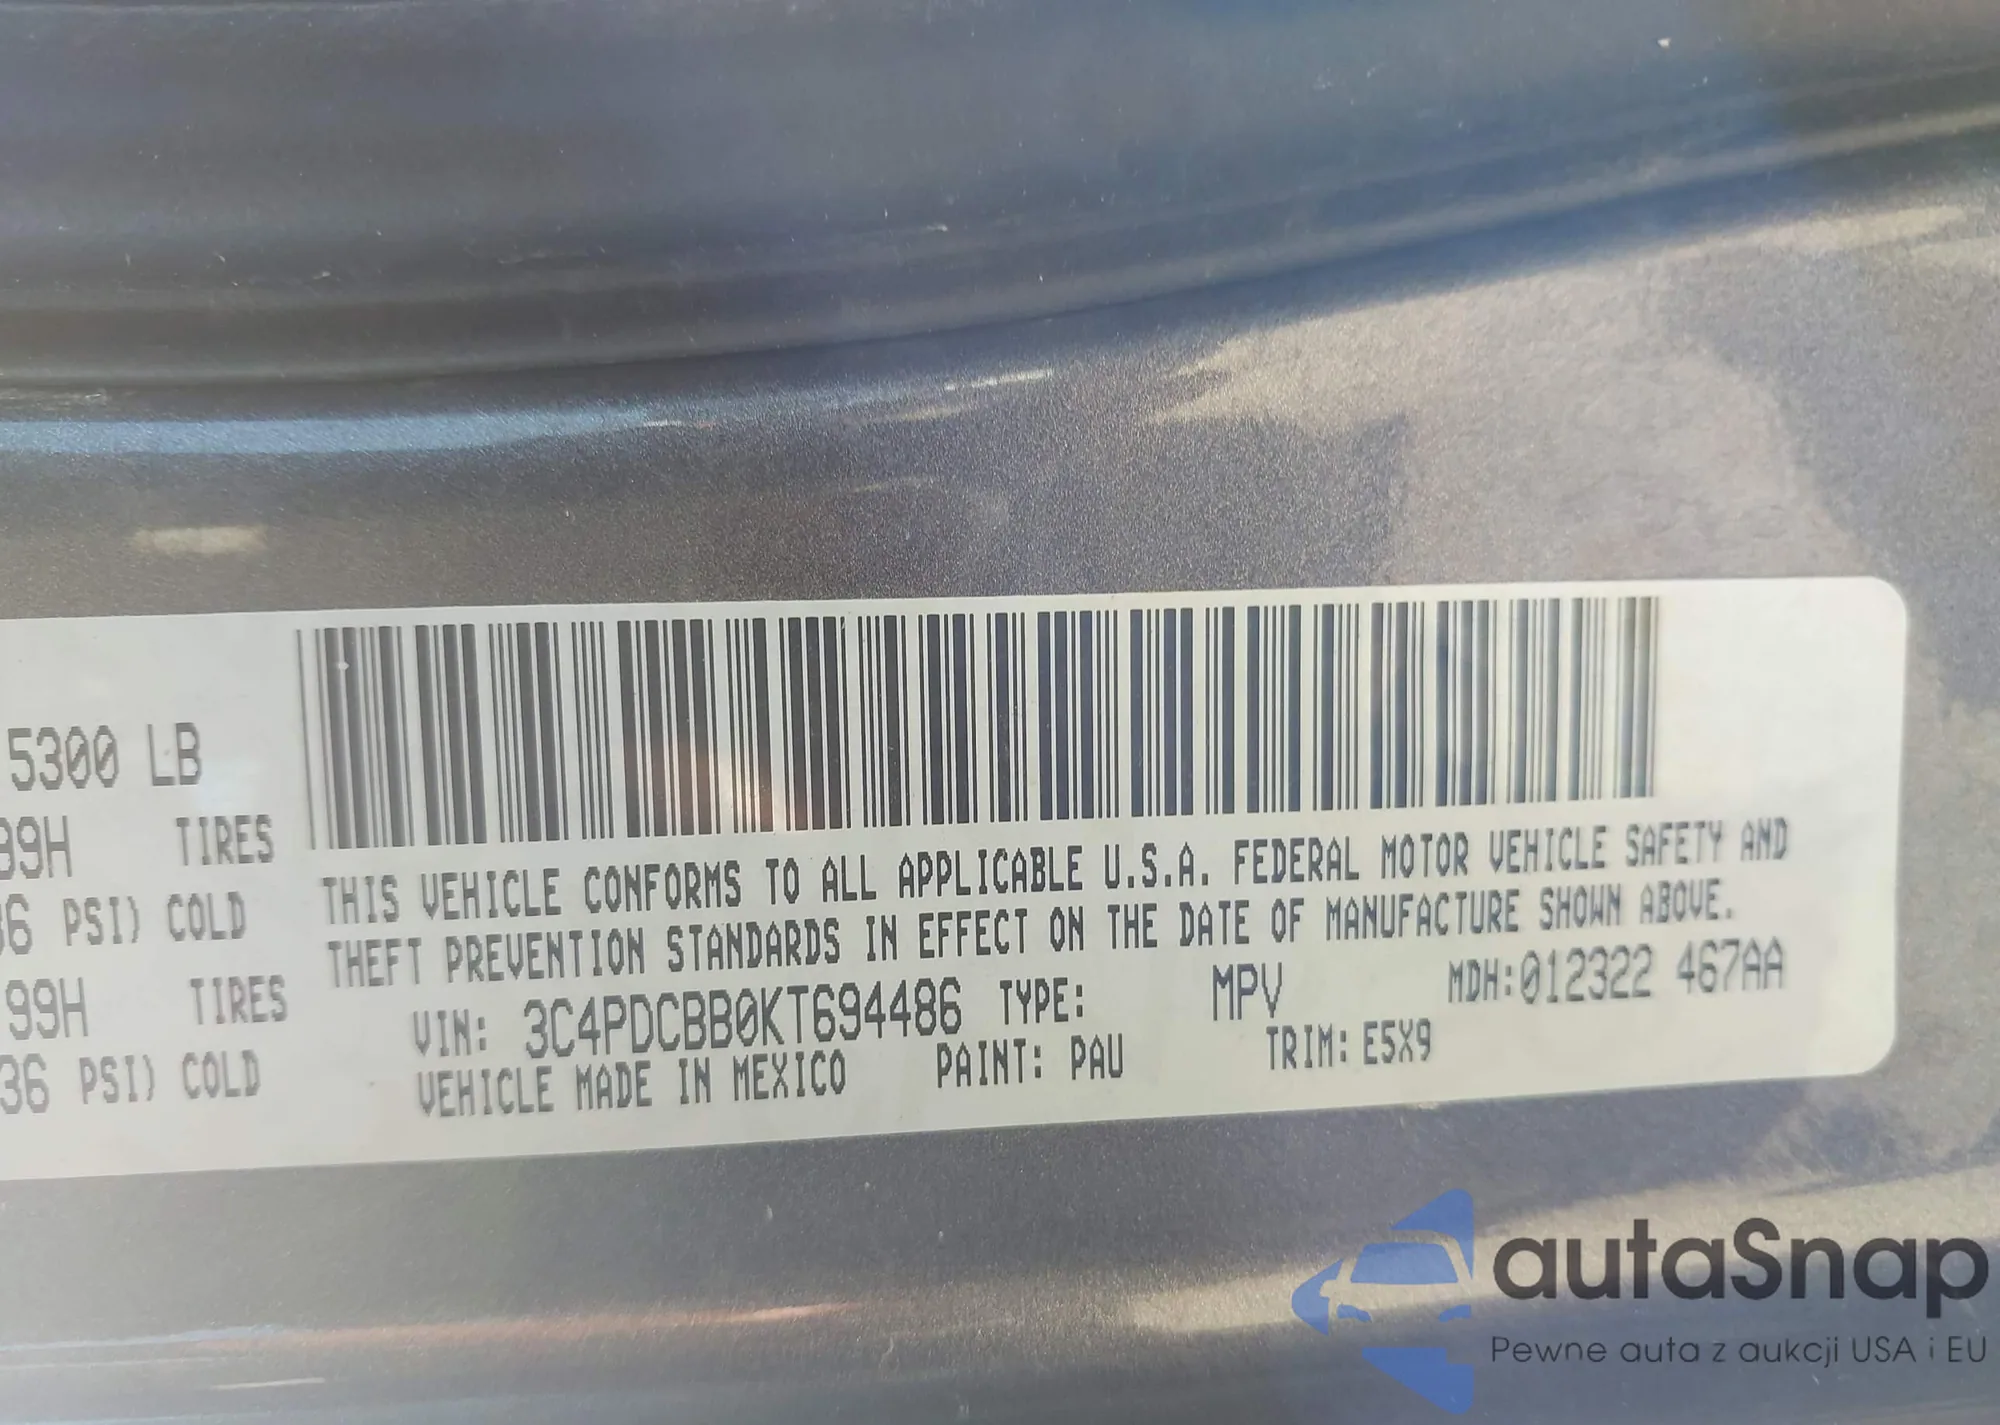 5300 LB
99H TIRES
36 PSI) COLD
99H TIRES
36 PSI) COLD
THIS VEHICLE CONFORMS TO ALL APPLICABLE U.S.A. FEDERAL MOTOR VEHICLE SAFETY AND
THEFT PREVENTION STANDARDS IN EFFECT ON THE DATE OF MANUFACTURE SHOWN ABOVE.
VIN: 3C4PDCBB0KT694486 TYPE: MPV MDH:012322 467AA
VEHICLE MADE IN MEXICO PAINT: PAU TRIM: E5X9
autaSnap
Pewne auta z aukcji USA i EU